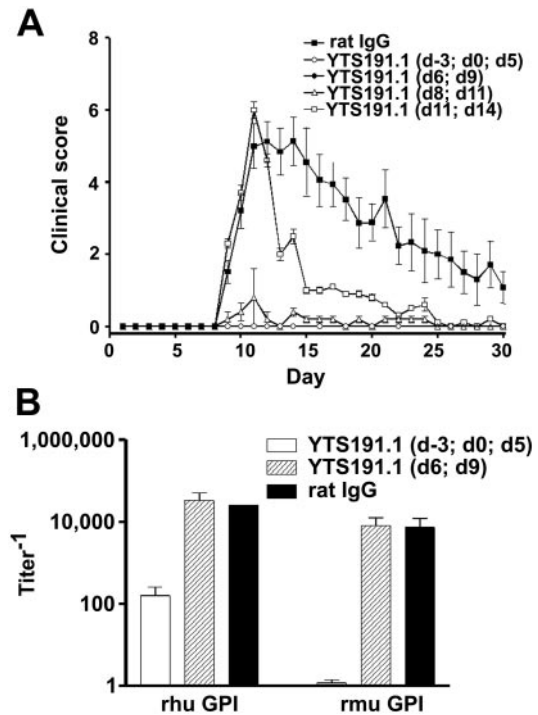 A
rat IgG
YTS191.1 (d-3; d0; d5)
YTS191.1 (d6; d9)
YTS191.1 (d8; d11)
YTS191.1 (d11; d14)
Clinical score
8
6
4
2
0
0 5 10 15 20 25 30
Day
B
YTS191.1 (d-3; d0; d5)
YTS191.1 (d6; d9)
rat IgG
Titer-1
1,000,000
10,000
100
1
rhu GPI rmu GPI